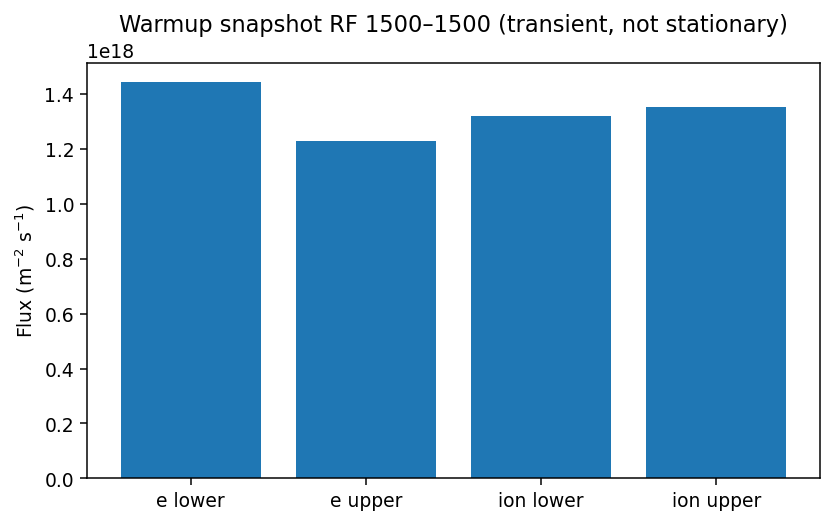 Warmup snapshot RF 1500–1500 (transient, not stationary)
1e18
1.4
1.2
1.0
0.8
0.6
0.4
0.2
0.0
Flux (m⁻² s⁻¹)
e lower
e upper
ion lower
ion upper